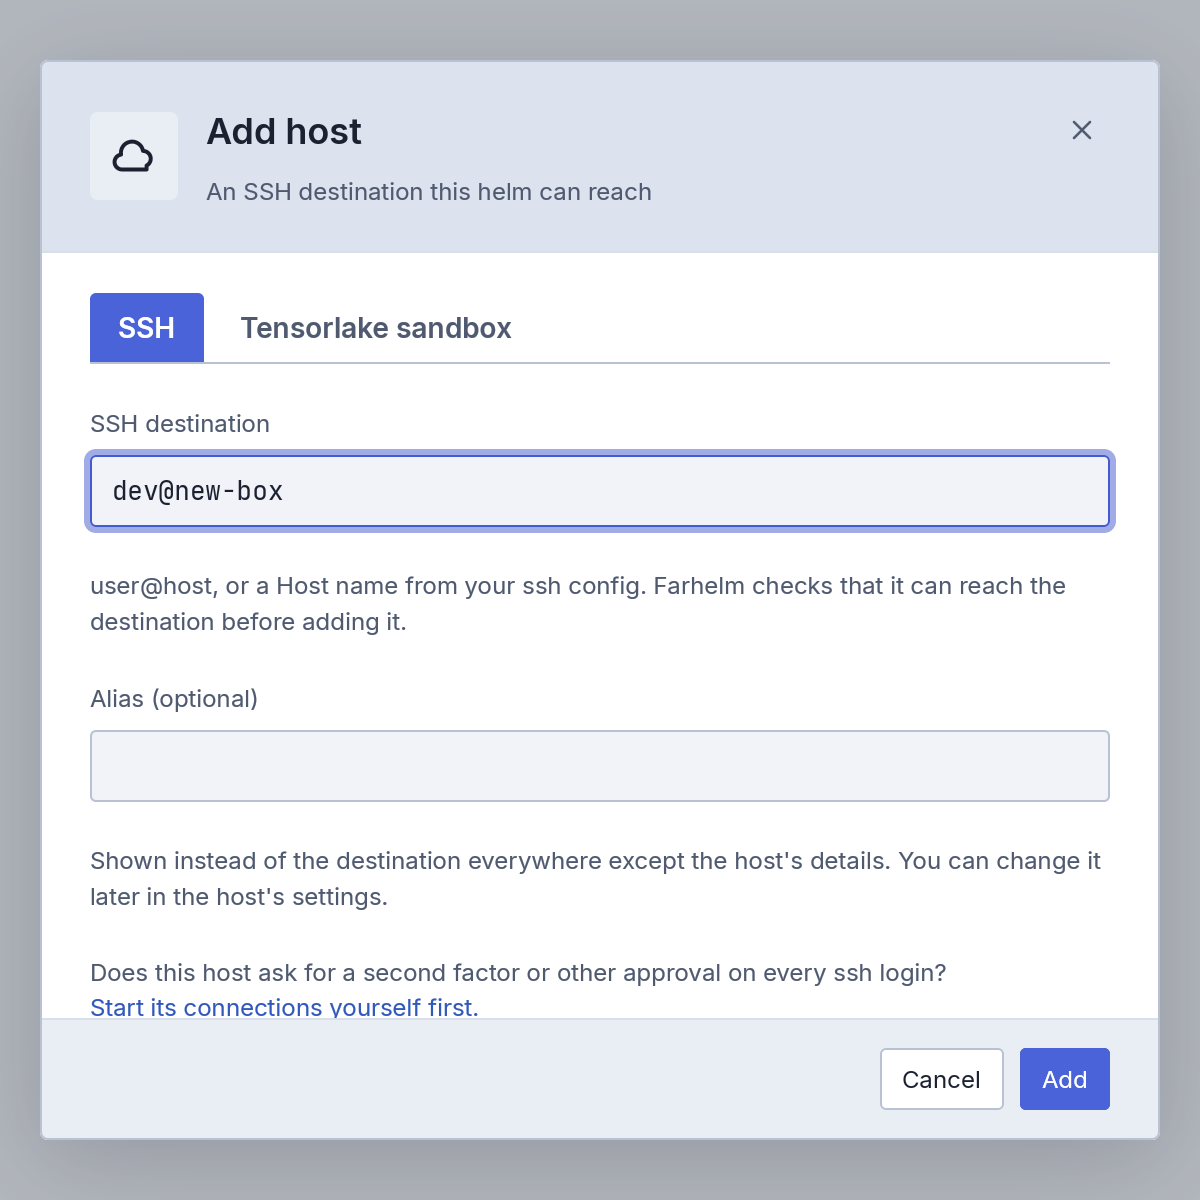 Add host
An SSH destination this helm can reach
SSH
Tensorlake sandbox
SSH destination
dev@new-box
user@host, or a Host name from your ssh config. Farhelm checks that it can reach the
destination before adding it.
Alias (optional)
Shown instead of the destination everywhere except the host's details. You can change it
later in the host's settings.
Does this host ask for a second factor or other approval on every ssh login?
Start its connections yourself first.
Cancel
Add